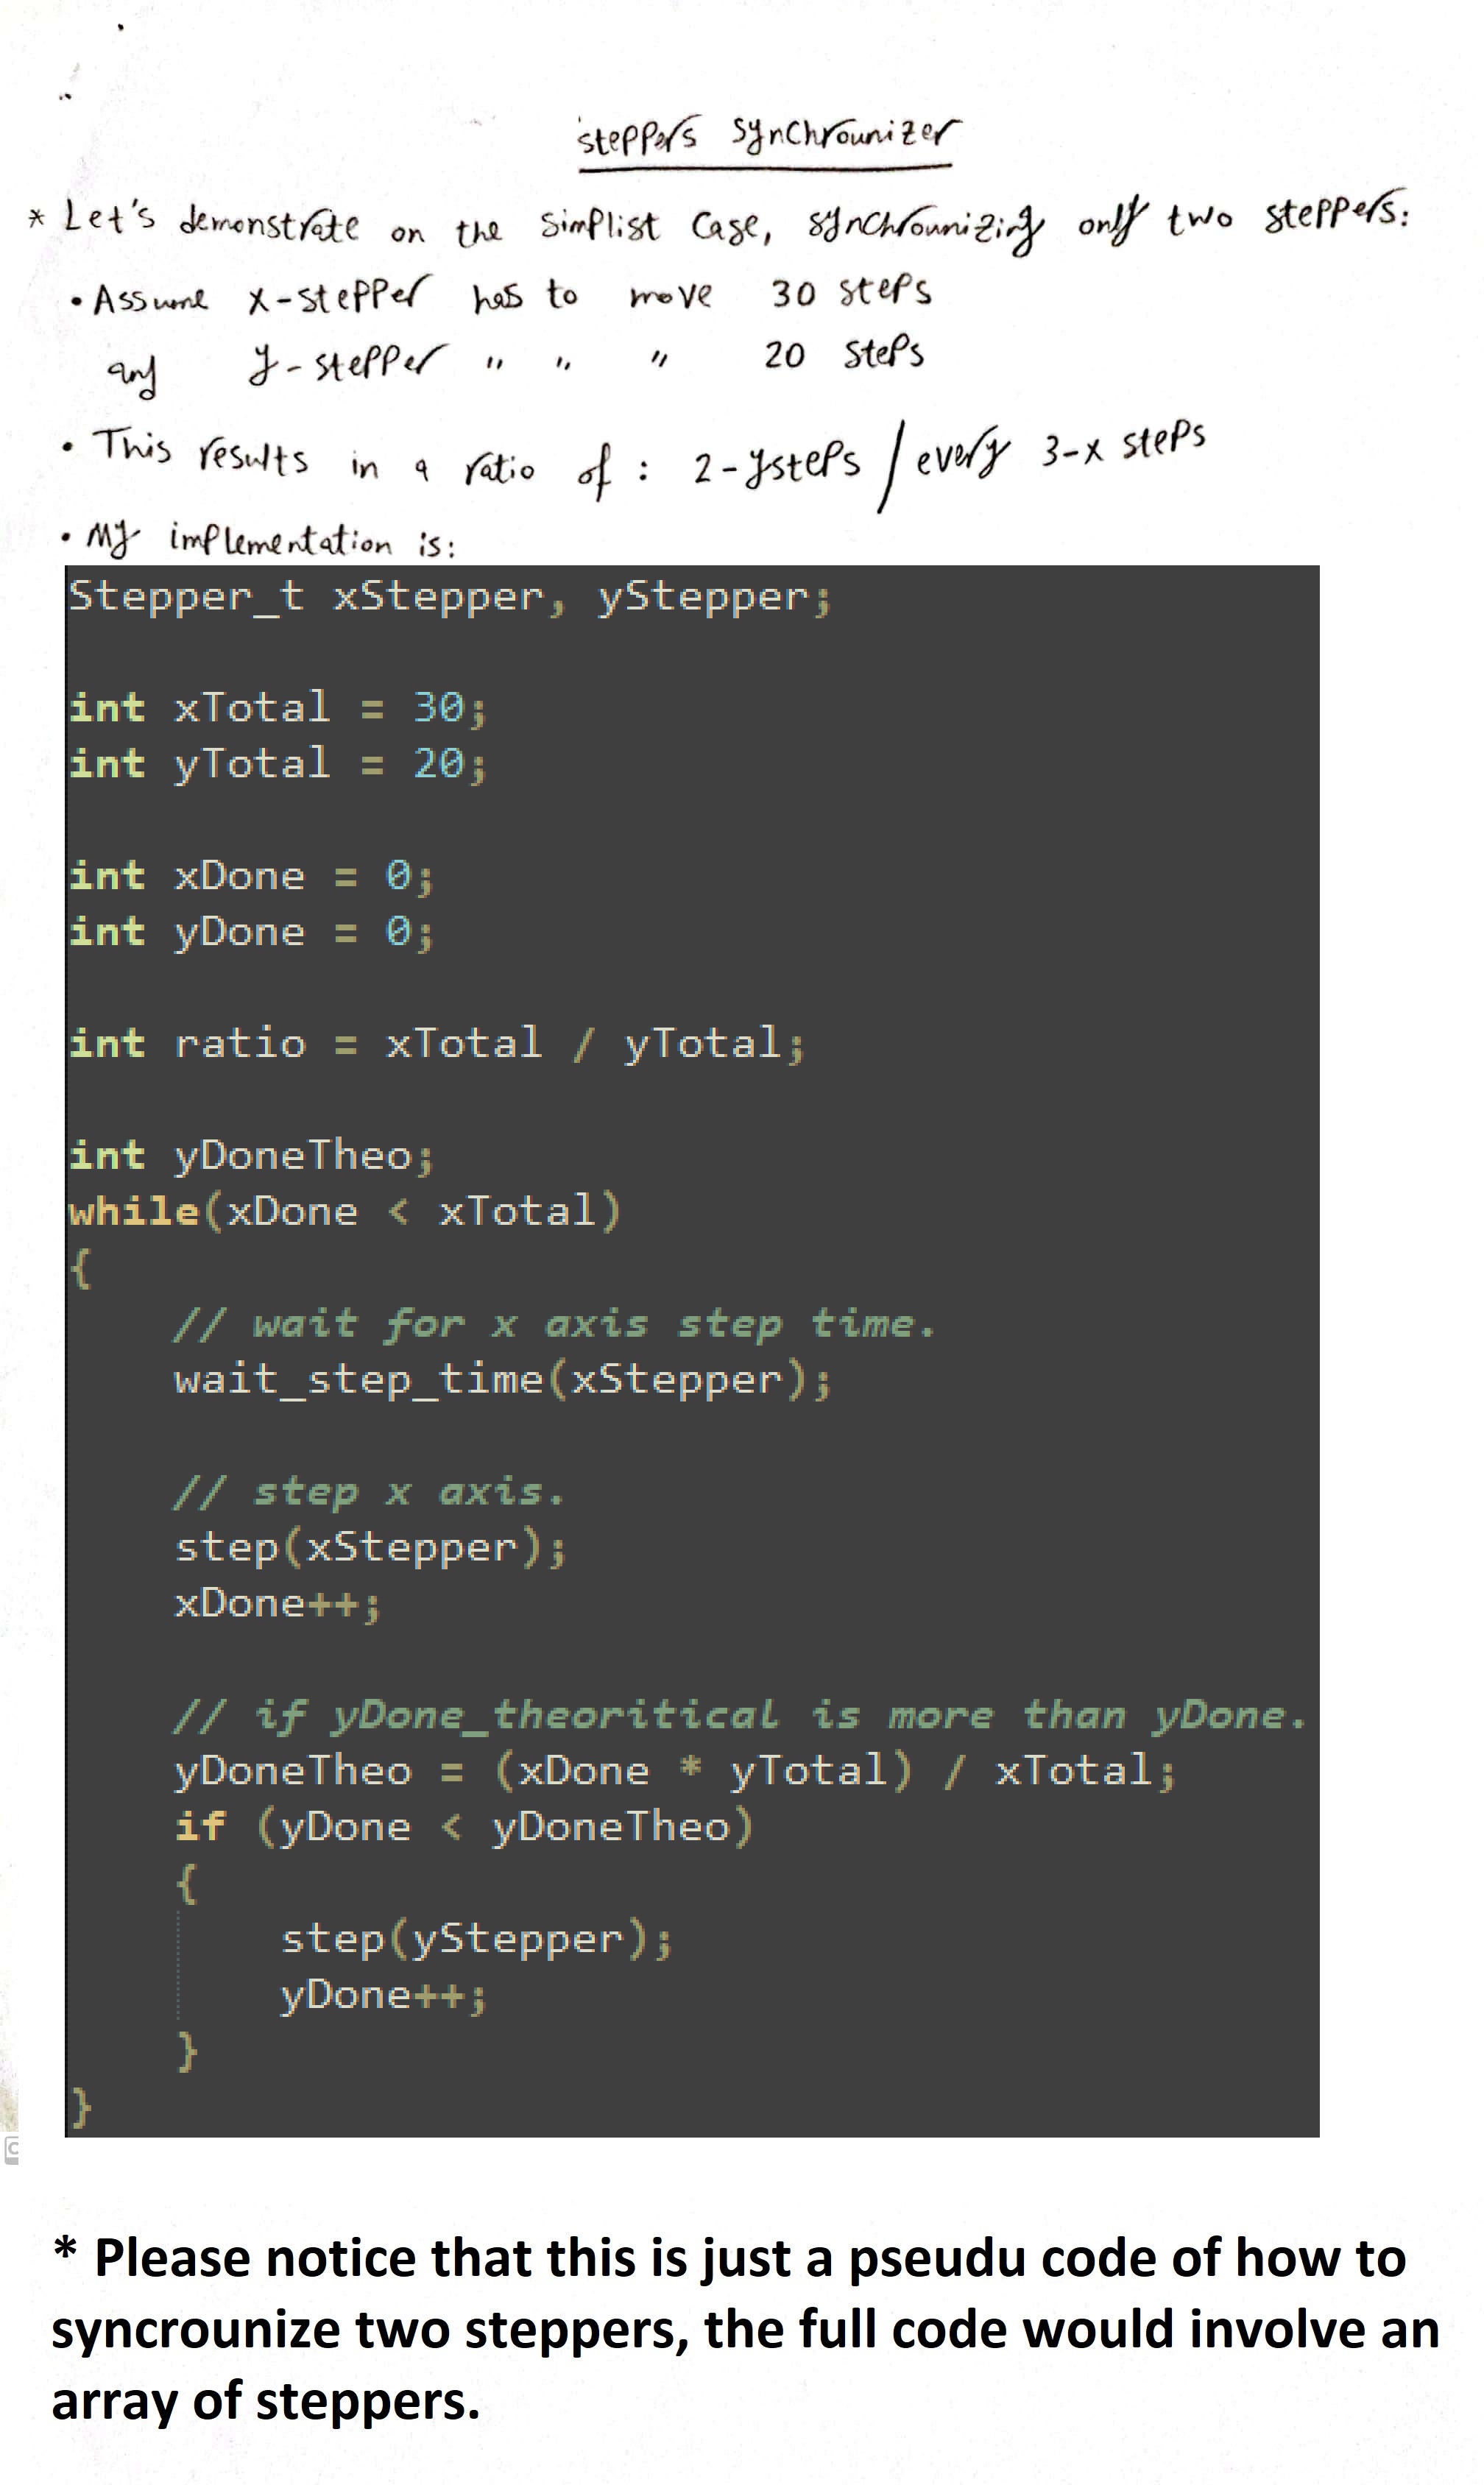 steppers synchrounizer
* Let's demonstrate on the simplist case, synchrounizing only two steppers:
• Assume x-stepper has to move 30 steps
and y-stepper " " " 20 steps
• This results in a ratio of : 2-ysteps / every 3-x steps
• My implementation is:
Stepper_t xStepper, yStepper;
int xTotal = 30;
int yTotal = 20;
int xDone = 0;
int yDone = 0;
int ratio = xTotal / yTotal;
int yDoneTheo;
while(xDone < xTotal)
{
// wait for x axis step time.
wait_step_time(xStepper);
// step x axis.
step(xStepper);
xDone++;
// if yDone_theoritical is more than yDone.
yDoneTheo = (xDone * yTotal) / xTotal;
if (yDone < yDoneTheo)
{
step(yStepper);
yDone++;
}
}
* Please notice that this is just a pseudu code of how to
syncrounize two steppers, the full code would involve an
array of steppers.